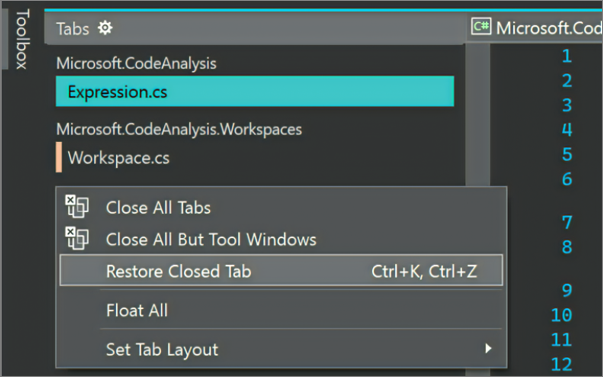 Toolbox
Tabs
Microsoft.CodeAnalysis
Expression.cs
Microsoft.CodeAnalysis.Workspaces
Workspace.cs
Close All Tabs
Close All But Tool Windows
Restore Closed Tab Ctrl+K, Ctrl+Z
Float All
Set Tab Layout
C# Microsoft.Cod
1
2
3
4
5
6
7
8
9
10
11
12